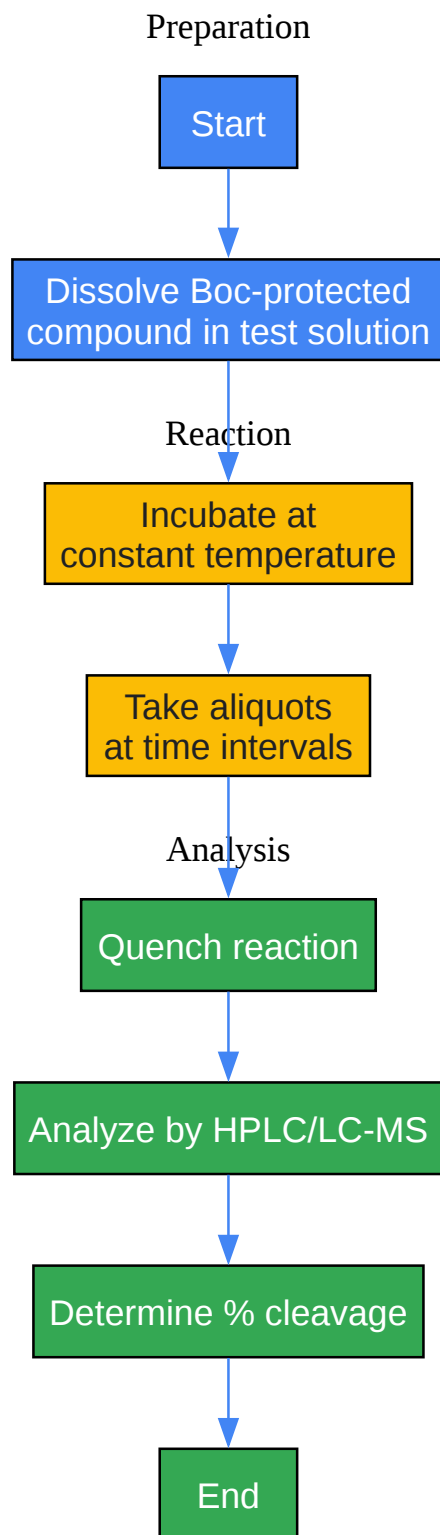 Preparation
Start
Dissolve Boc-protected
compound in test solution
Reaction
Incubate at
constant temperature
Take aliquots
at time intervals
Analysis
Quench reaction
Analyze by HPLC/LC-MS
Determine % cleavage
End